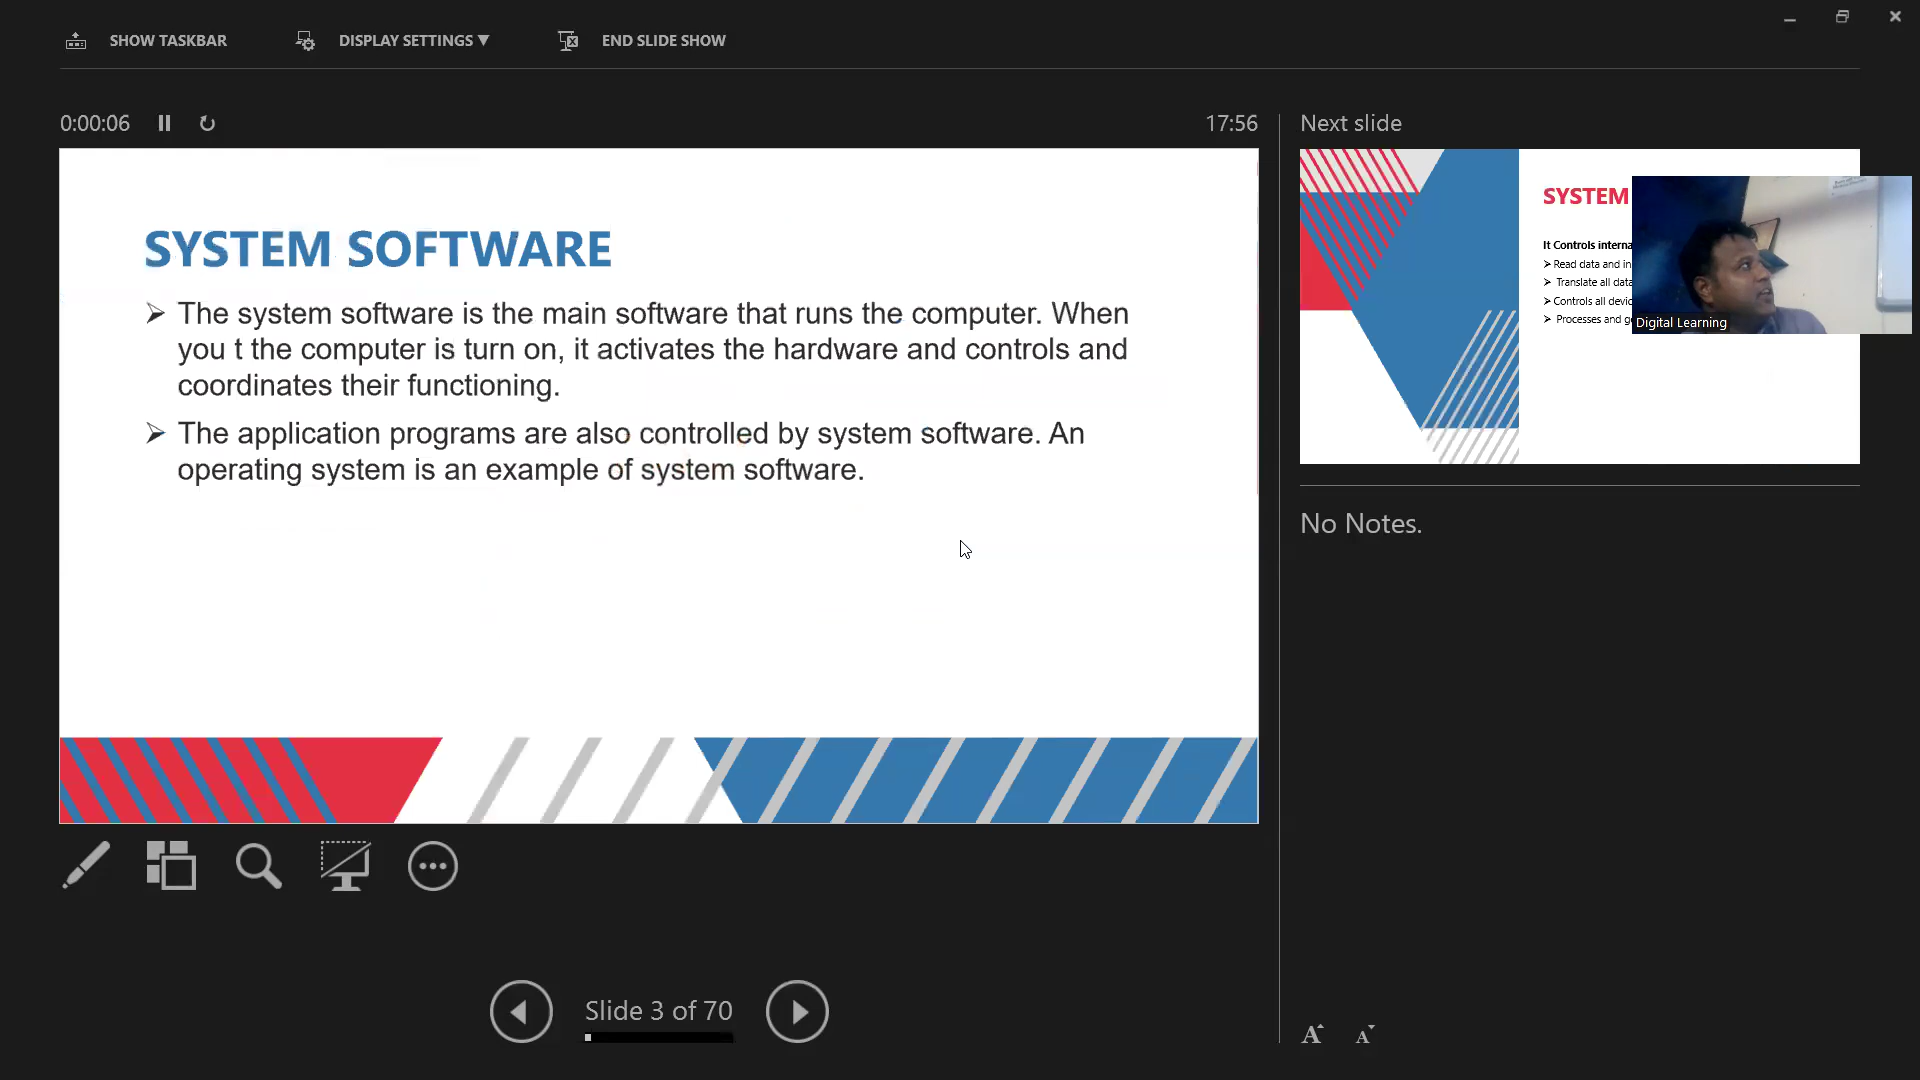 SHOW TASKBAR
DISPLAY SETTINGS ▼
END SLIDE SHOW
0:00:06
17:56
Next slide
SYSTEM SOFTWARE
➢ The system software is the main software that runs the computer. When
you t the computer is turn on, it activates the hardware and controls and
coordinates their functioning.
➢ The application programs are also controlled by system software. An
operating system is an example of system software.
SYSTEM
It Controls interna
➢ Read data and in
➢ Translate all data
➢ Controls all devic
➢ Processes and ge
Digital Learning
No Notes.
Slide 3 of 70
A A